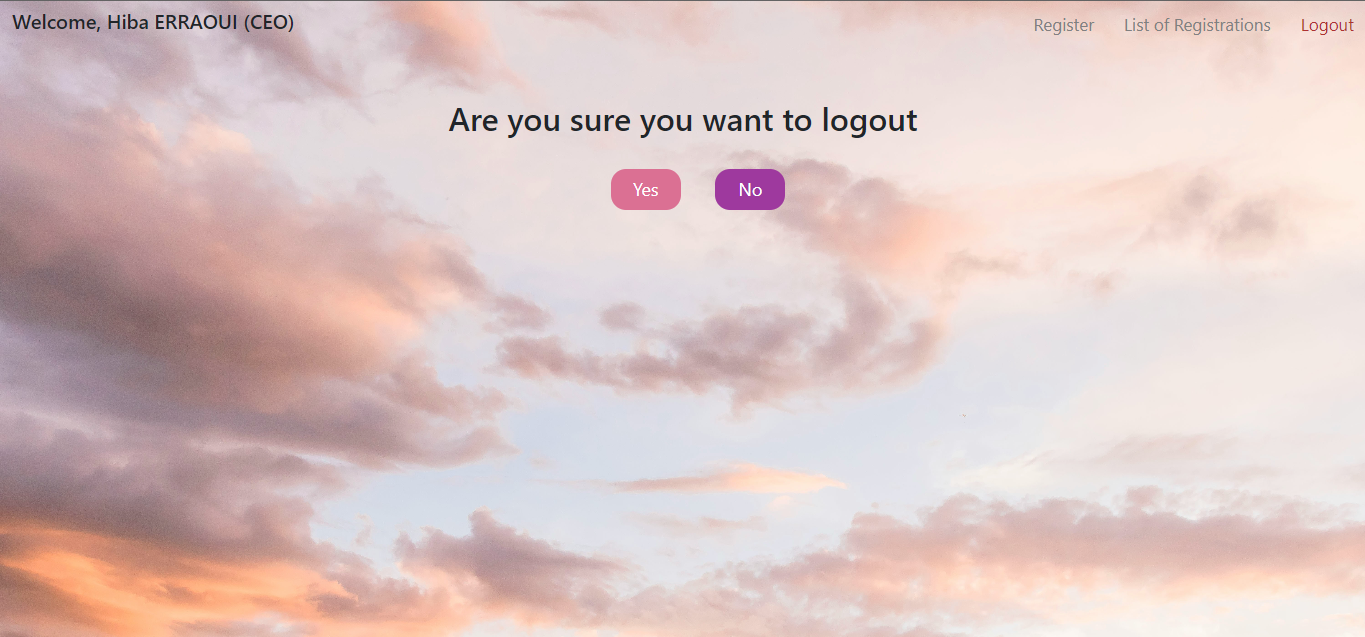 Welcome, Hiba ERRAOUI (CEO)
Register
List of Registrations
Logout
Are you sure you want to logout
Yes
No